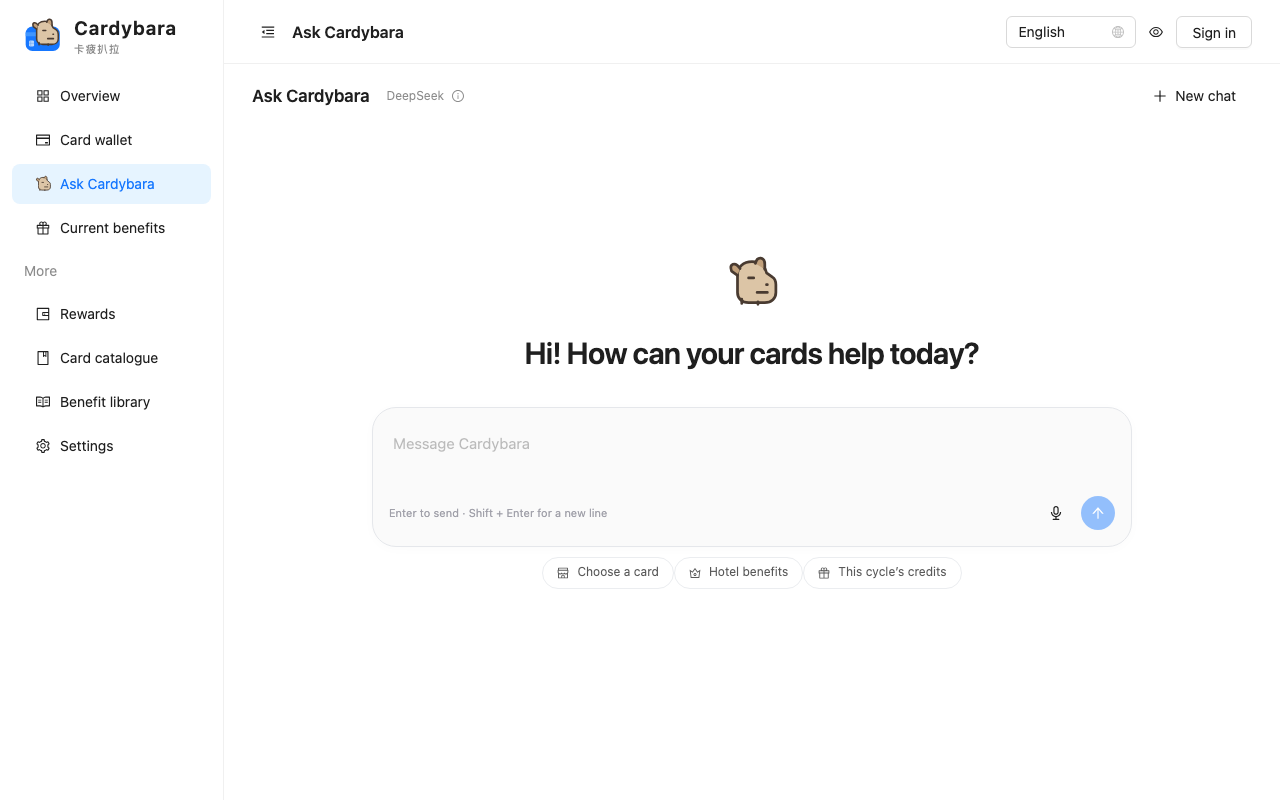 Cardybara
卡疲扒拉
Overview
Card wallet
Ask Cardybara
Current benefits
More
Rewards
Card catalogue
Benefit library
Settings
Ask Cardybara
English
Sign in
Ask Cardybara
DeepSeek
New chat
Hi! How can your cards help today?
Message Cardybara
Enter to send · Shift + Enter for a new line
Choose a card
Hotel benefits
This cycle's credits